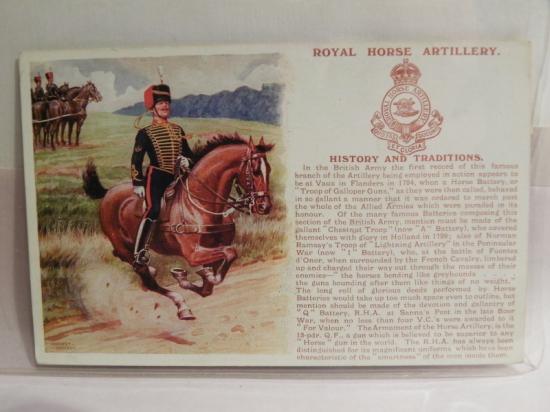 ROYAL HORSE ARTILLERY.
ROYAL HORSE ARTILLERY
ET GLORIA
HISTORY AND TRADITIONS.
In the British Army the first record of this famous
branch of the Artillery being employed in action appears to
be at Vaux in Flanders in 1794, when a Horse Battery, or
"Troop of Galloper Guns," as they were then called, behaved
in so gallant a manner that it was ordered to march past
the whole of the Allied Armies which were paraded in its
honour. Of the many famous Batteries composing this
section of the British Army, mention must be made of the
gallant "Chestnut Troop" (now "A" Battery), who covered
themselves with glory in Holland in 1799; also of Norman
Ramsay's Troop of "Lightning Artillery" in the Peninsular
War (now "I" Battery), who, at the battle of Fuentes
d'Onor, when surrounded by the French Cavalry, limbered
up and charged their way out through the masses of their
enemies—"the horses bending like greyhounds . . . .
the guns bounding after them like things of no weight."
The long roll of glorious deeds performed by Horse
Batteries would take up too much space even to outline, but
mention should be made of the devotion and gallantry of
"Q" Battery, R.H.A. at Sanna's Post in the late Boer
War, when no less than four V.C.'s were awarded to it
"For Valour." The Armament of the Horse Artillery, is the
13-pdr. Q.F., a gun which is believed to be superior to any
"Horse" gun in the world. The R.H.A. has always been
distinguished for its magnificent uniforms, which have been
characteristic of the "smartness" of the men inside them.